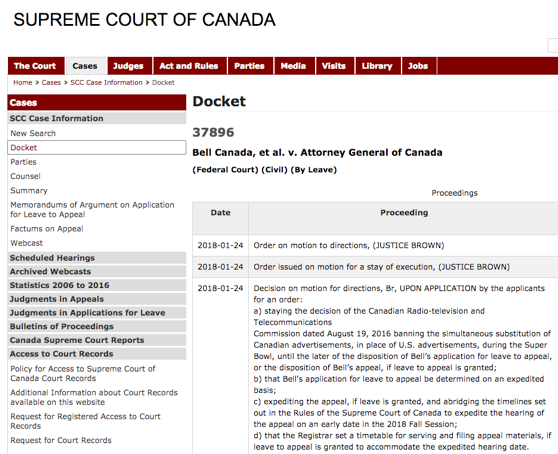 SUPREME COURT OF CANADA
The Court Cases Judges Act and Rules Parties Media Visits Library Jobs
Home > Cases > SCC Case Information > Docket
Cases
SCC Case Information
New Search
Docket
Parties
Counsel
Summary
Memorandums of Argument on Application
for Leave to Appeal
Factums on Appeal
Webcast
Scheduled Hearings
Archived Webcasts
Statistics 2006 to 2016
Judgments in Appeals
Judgments in Applications for Leave
Bulletins of Proceedings
Canada Supreme Court Reports
Access to Court Records
Policy for Access to Supreme Court of
Canada Court Records
Additional Information about Court Records
available on this website
Request for Registered Access to Court
Records
Request for Court Records
Docket
37896
Bell Canada, et al. v. Attorney General of Canada
(Federal Court) (Civil) (By Leave)
Proceedings
Date Proceeding
2018-01-24 Order on motion to directions, (JUSTICE BROWN)
2018-01-24 Order issued on motion for a stay of execution, (JUSTICE BROWN)
2018-01-24 Decision on motion for directions, Br, UPON APPLICATION by the applicants
for an order:
a) staying the decision of the Canadian Radio-television and
Telecommunications
Commission dated August 19, 2016 banning the simultaneous substitution of
Canadian advertisements, in place of U.S. advertisements, during the Super
Bowl, until the later of the disposition of Bell's application for leave to appeal,
or the disposition of Bell's appeal, if leave to appeal is granted;
b) that Bell's application for leave to appeal be determined on an expedited
basis;
c) expediting the appeal, if leave is granted, and abridging the timelines set
out in the Rules of the Supreme Court of Canada to expedite the hearing of
the appeal on an early date in the 2018 Fall Session;
d) that the Registrar set a timetable for serving and filing appeal materials, if
leave to appeal is granted to accommodate the expedited hearing date.